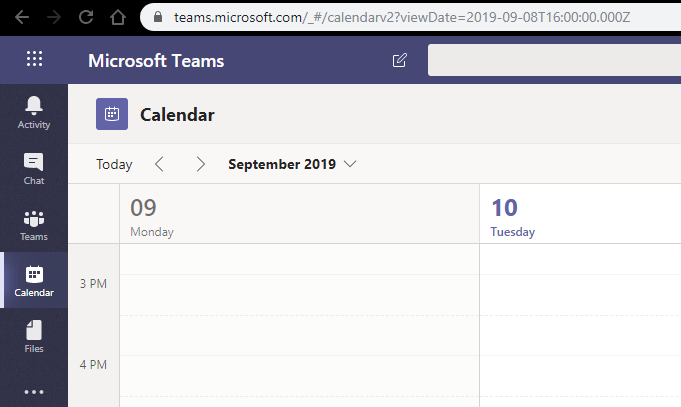 teams.microsoft.com/_#/calendarv2?viewDate=2019-09-08T16:00:00.000Z
Microsoft Teams
Activity
Chat
Teams
Calendar
Files
Calendar
Today
September 2019
09
Monday
10
Tuesday
3 PM
4 PM